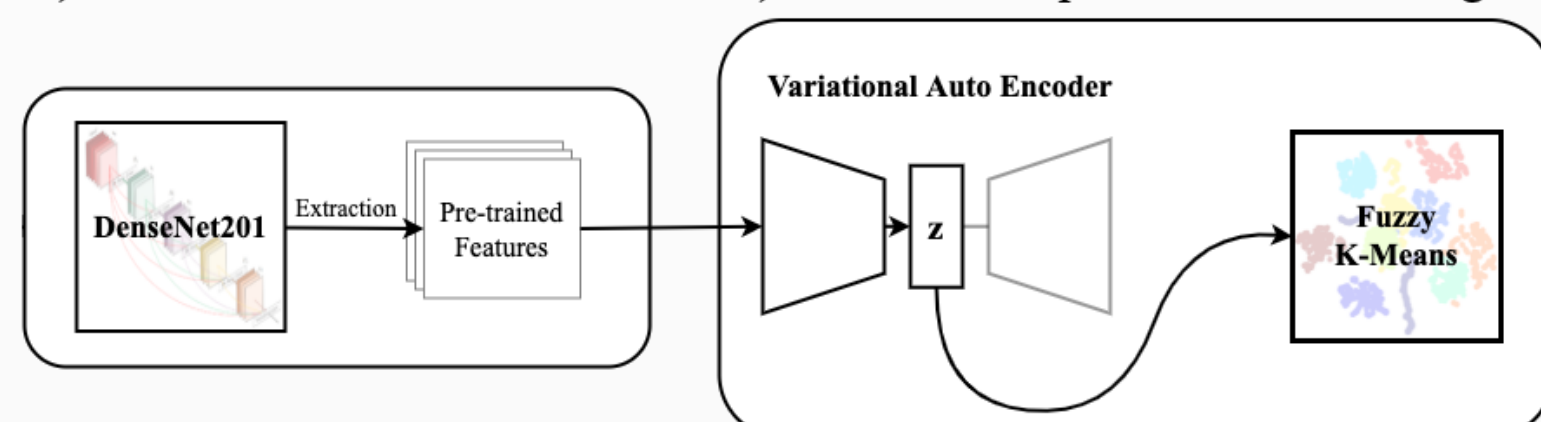 Variational Auto Encoder
DenseNet201
Extraction
Pre-trained
Features
z
Fuzzy
K-Means